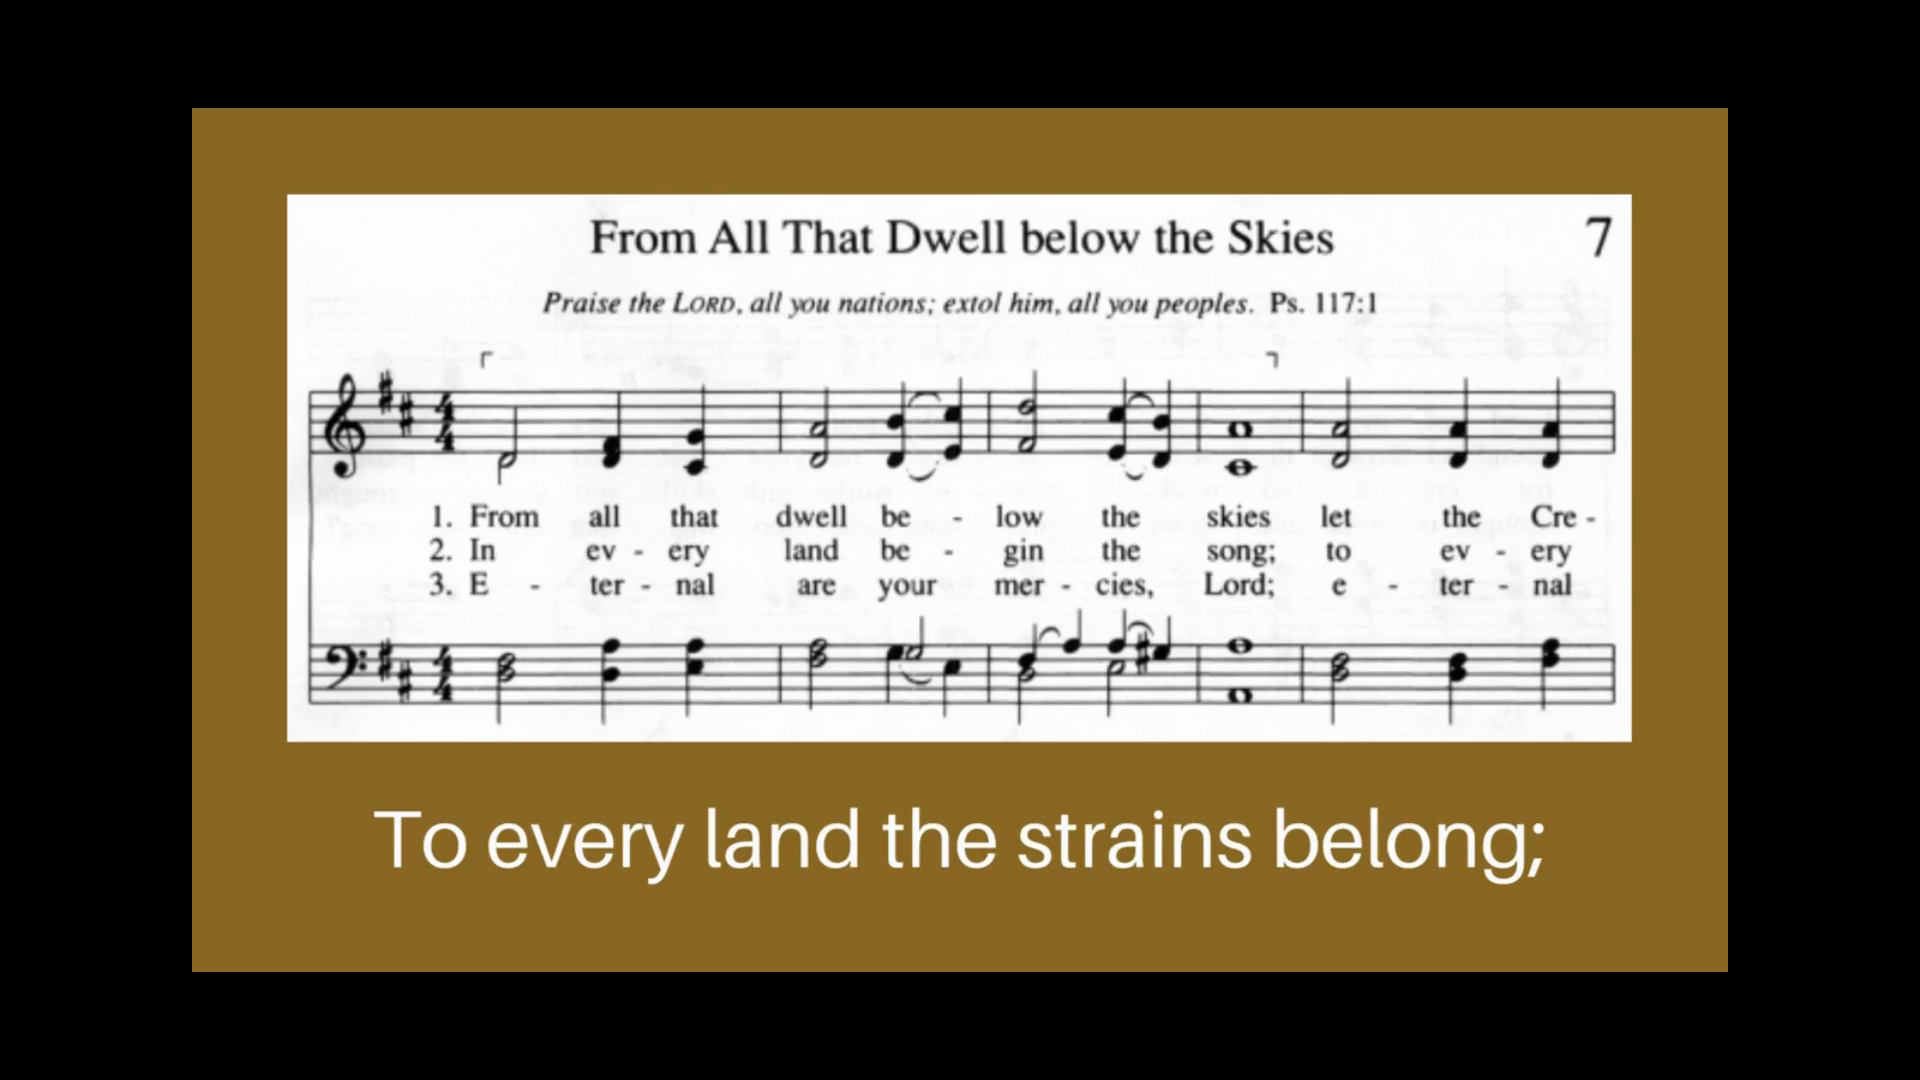 From All That Dwell below the Skies 7
Praise the LORD, all you nations; extol him, all you peoples. Ps. 117:1
1. From all that dwell be - low the skies let the Cre -
2. In ev - ery land be - gin the song; to ev - ery
3. E - ter - nal are your mer - cies, Lord; e - ter - nal
To every land the strains belong;